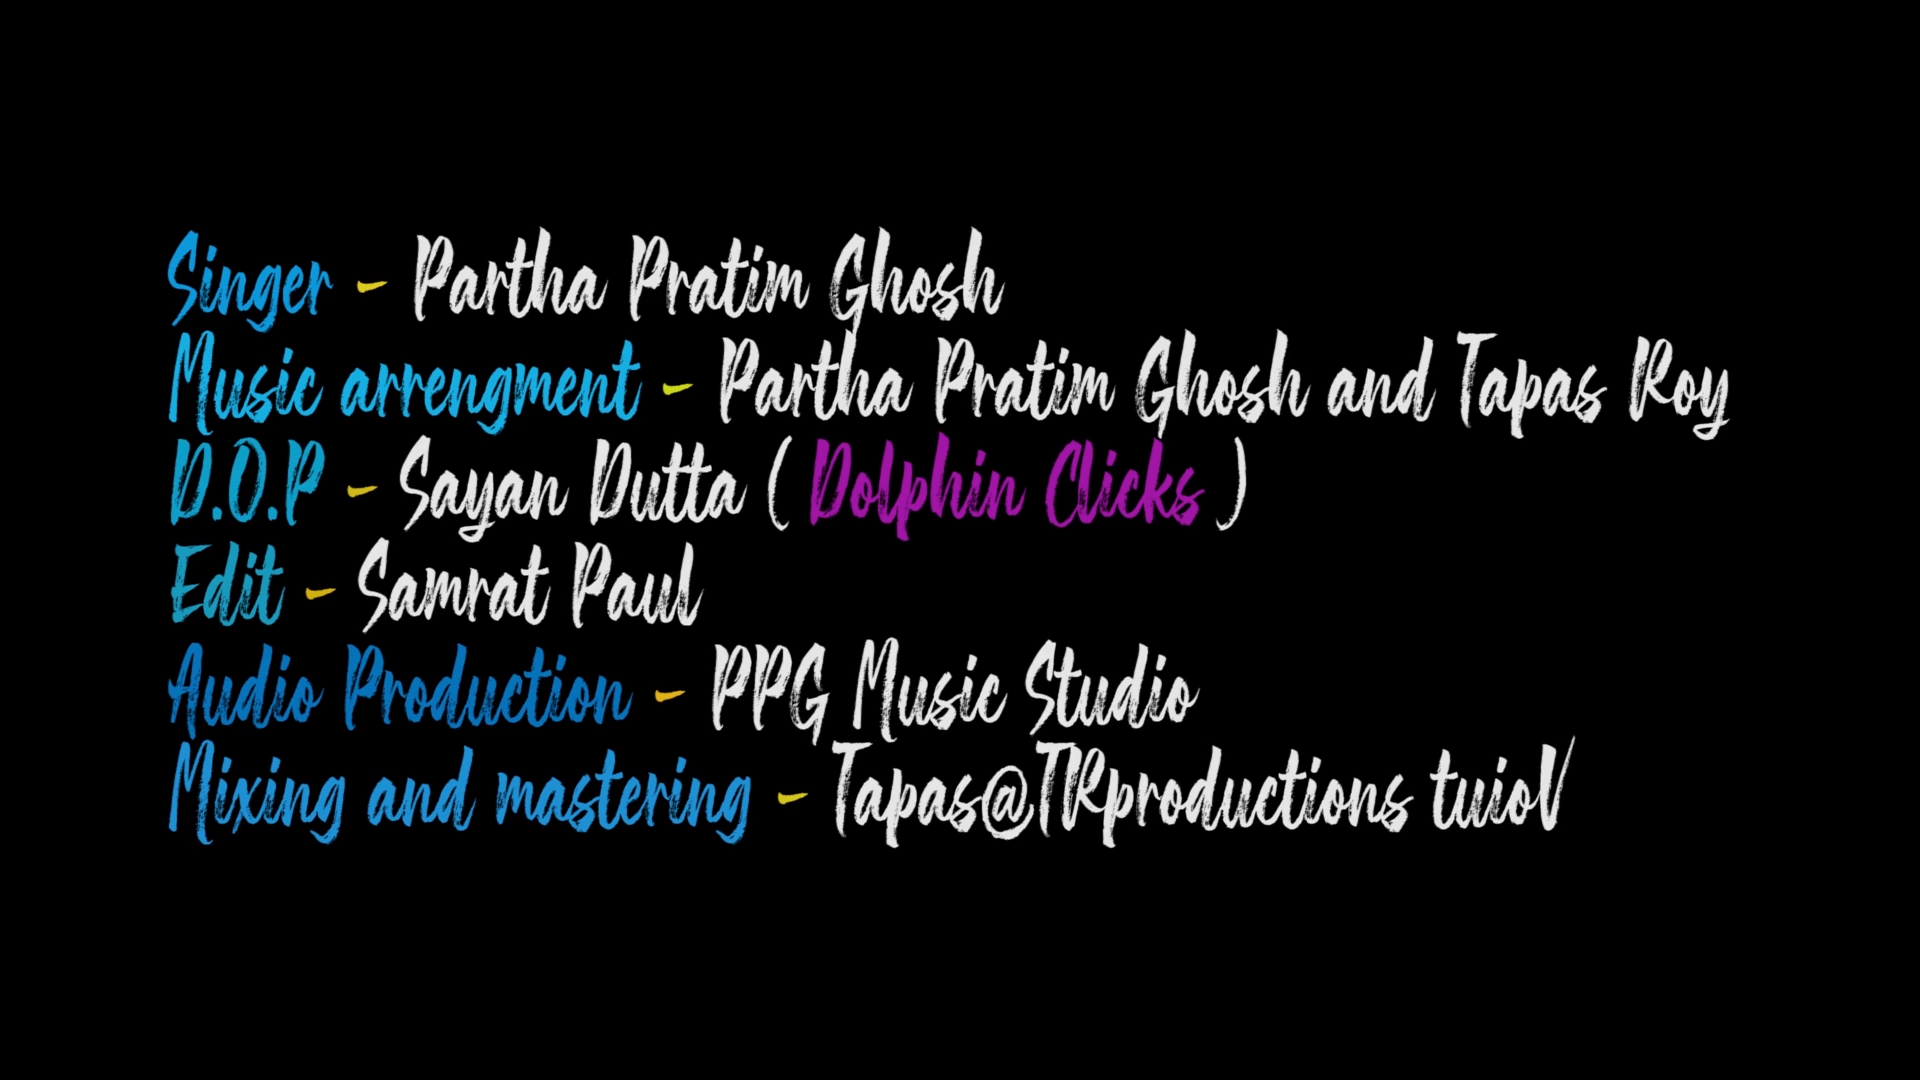 Singer - Partha Pratim Ghosh
Music arrengment - Partha Pratim Ghosh and Tapas Roy
D.O.P - Sayan Dutta ( Dolphin Clicks )
Edit - Samrat Paul
Audio Production - PPG Music Studio
Mixing and mastering - Tapas@TRproductions tuioV